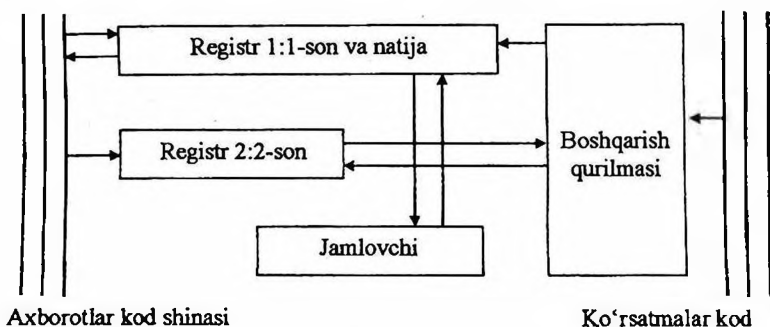 Registr 1:1-son va natija
Registr 2:2-son
Boshqarish
qurilmasi
Jamlovchi
Axborotlar kod shinasi
Ko‘rsatmalar kod